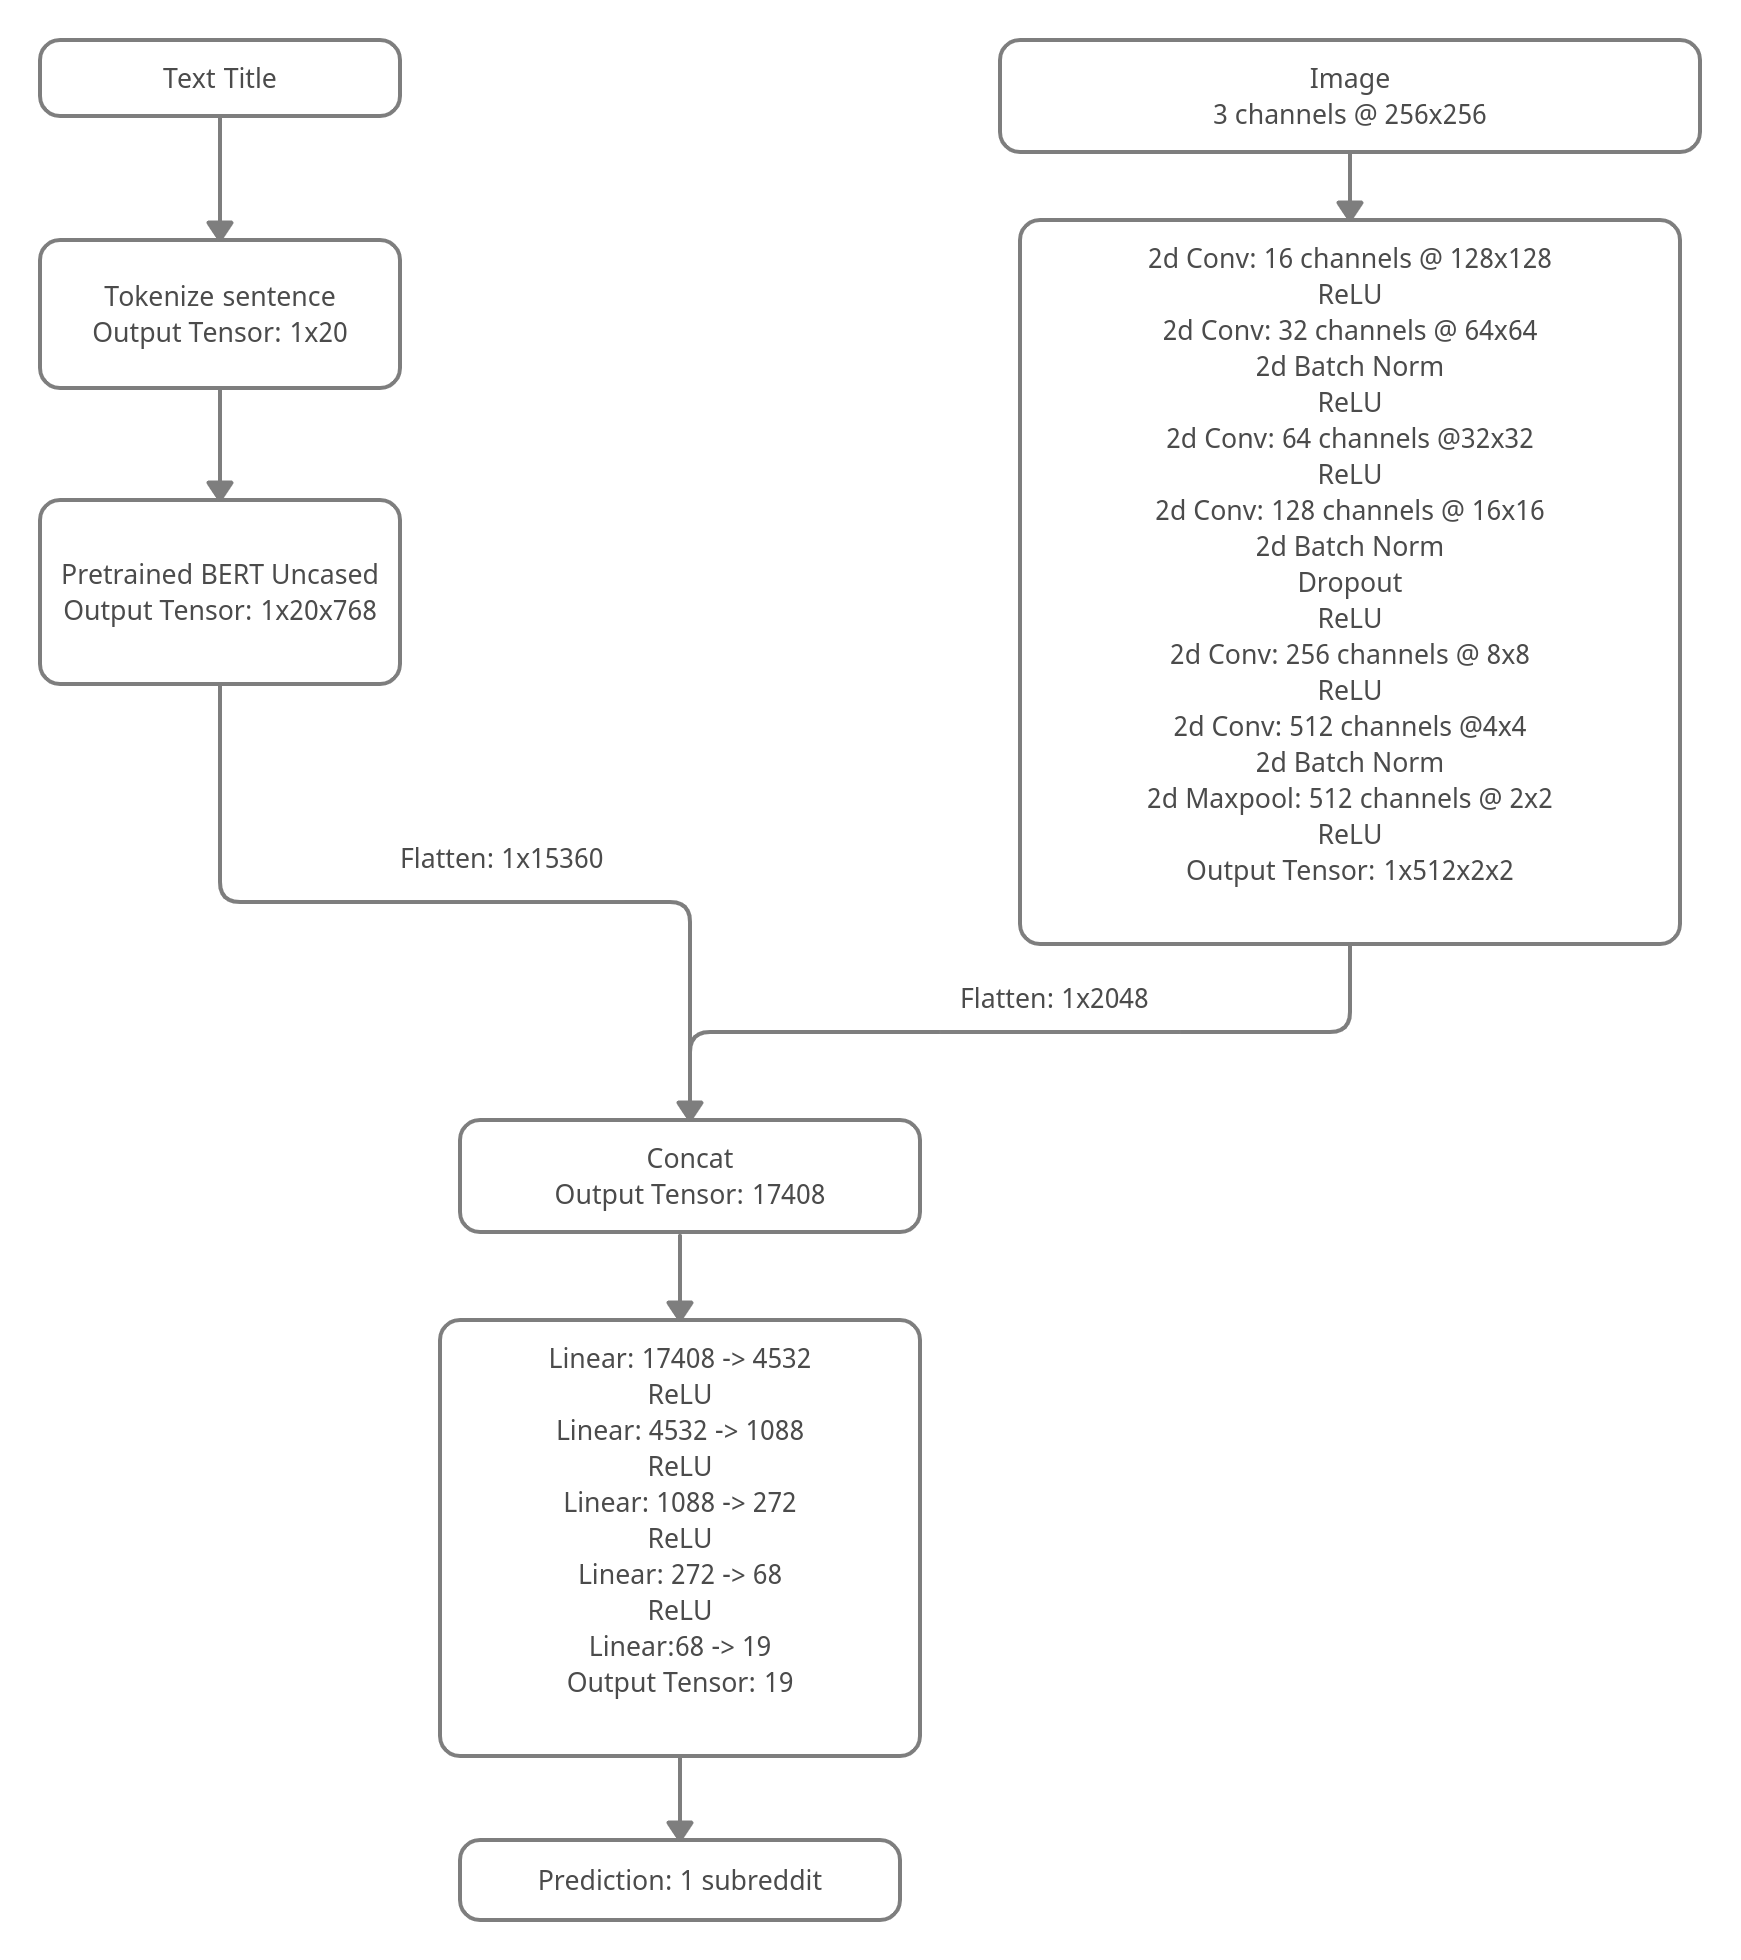 Text Title
Tokenize sentence
Output Tensor: 1x20
Pretrained BERT Uncased
Output Tensor: 1x20x768
Flatten: 1x15360
Image
3 channels @ 256x256
2d Conv: 16 channels @ 128x128
ReLU
2d Conv: 32 channels @ 64x64
2d Batch Norm
ReLU
2d Conv: 64 channels @32x32
ReLU
2d Conv: 128 channels @ 16x16
2d Batch Norm
Dropout
ReLU
2d Conv: 256 channels @ 8x8
ReLU
2d Conv: 512 channels @4x4
2d Batch Norm
2d Maxpool: 512 channels @ 2x2
ReLU
Output Tensor: 1x512x2x2
Flatten: 1x2048
Concat
Output Tensor: 17408
Linear: 17408 -> 4532
ReLU
Linear: 4532 -> 1088
ReLU
Linear: 1088 -> 272
ReLU
Linear: 272 -> 68
ReLU
Linear:68 -> 19
Output Tensor: 19
Prediction: 1 subreddit